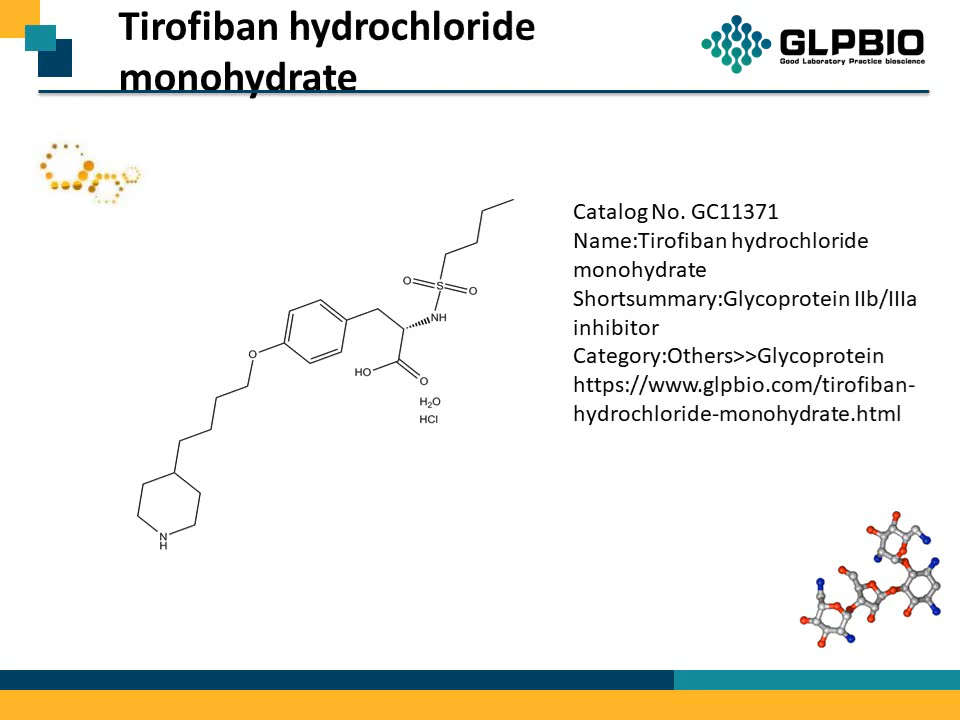 Tirofiban hydrochloride
monohydrate
GLPBIO
Good Laboratory Practice bioscience
Catalog No. GC11371
Name:Tirofiban hydrochloride
monohydrate
Shortsummary:Glycoprotein IIb/IIIa
inhibitor
Category:Others>>Glycoprotein
https://www.glpbio.com/tirofiban-
hydrochloride-monohydrate.html
O
S
O
NH
O
HO
O
H2O
HCl
N
H